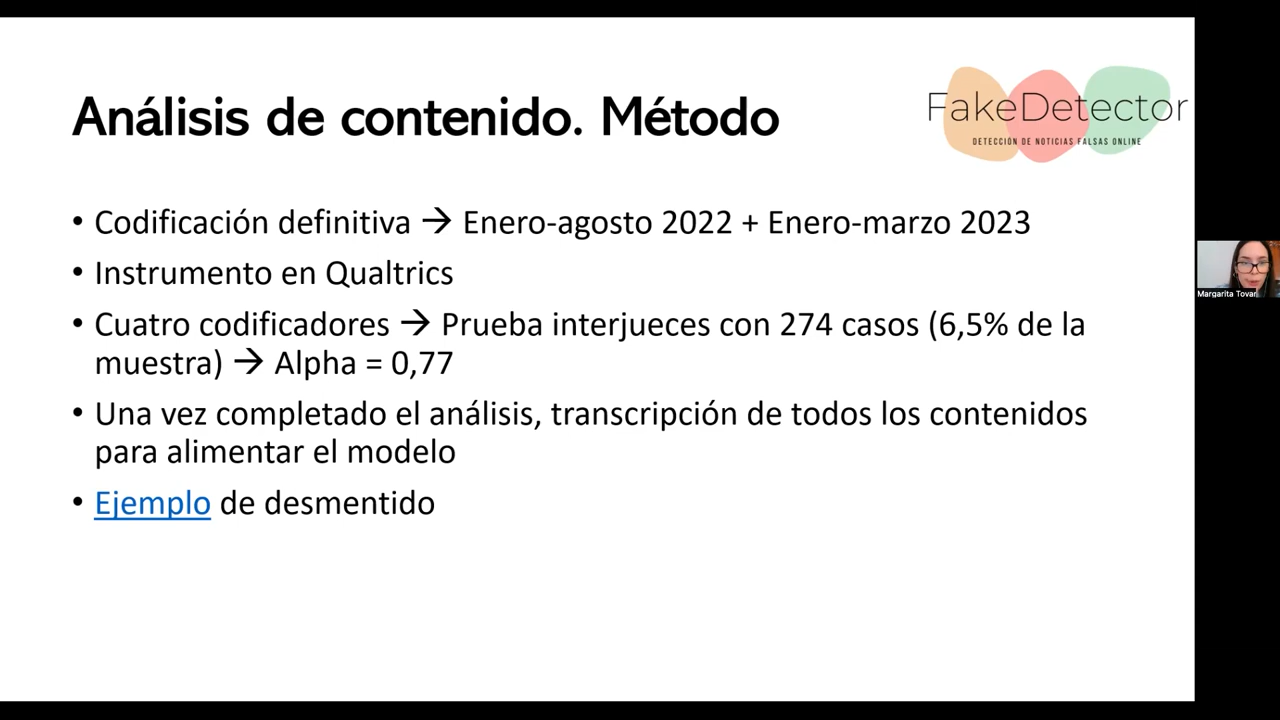 Análisis de contenido. Método
FakeDetector
DETECCIÓN DE NOTICIAS FALSAS ONLINE
• Codificación definitiva → Enero-agosto 2022 + Enero-marzo 2023
• Instrumento en Qualtrics
• Cuatro codificadores → Prueba interjueces con 274 casos (6,5% de la
muestra) → Alpha = 0,77
• Una vez completado el análisis, transcripción de todos los contenidos
para alimentar el modelo
• Ejemplo de desmentido
Margarita Tovar